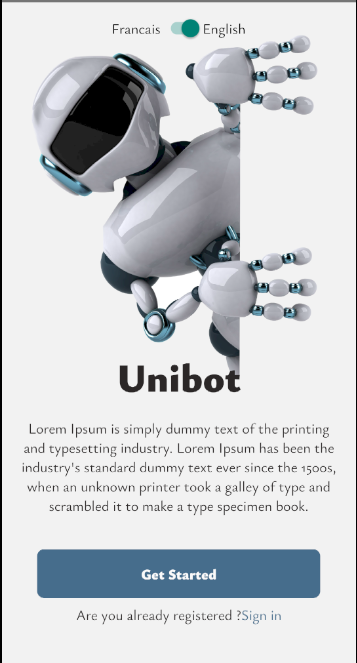 Francais English
Unibot
Lorem Ipsum is simply dummy text of the printing
and typesetting industry. Lorem Ipsum has been the
industry's standard dummy text ever since the 1500s,
when an unknown printer took a galley of type and
scrambled it to make a type specimen book.
Get Started
Are you already registered ?Sign in